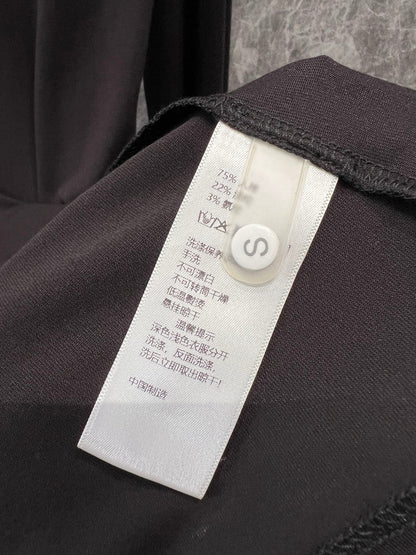 75%
22%
3% 氨
S
洗涤保养
手洗
不可漂白
不可转筒干燥
低温熨烫
悬挂晾干
温馨提示
深色浅色衣服分开
洗涤，反面洗涤，
洗后立即取出晾干!
中国制造